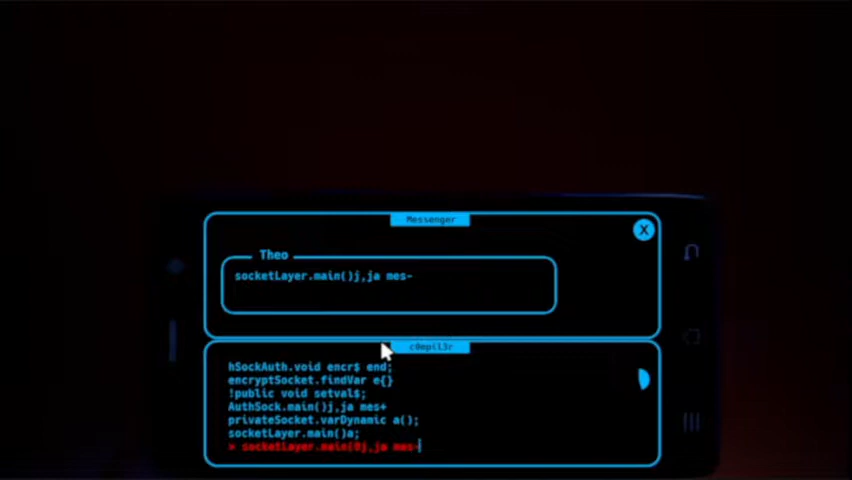 Messenger
X
Theo
socketLayer.main()j,ja mes-
c0mpil3r
hSockAuth.void encr$ end;
encryptSocket.findVar e{}
!public void setval$;
AuthSock.main()j,ja mes+
privateSocket.varDynamic a();
socketLayer.main()a;
> socketLayer.main(0j,ja mes-